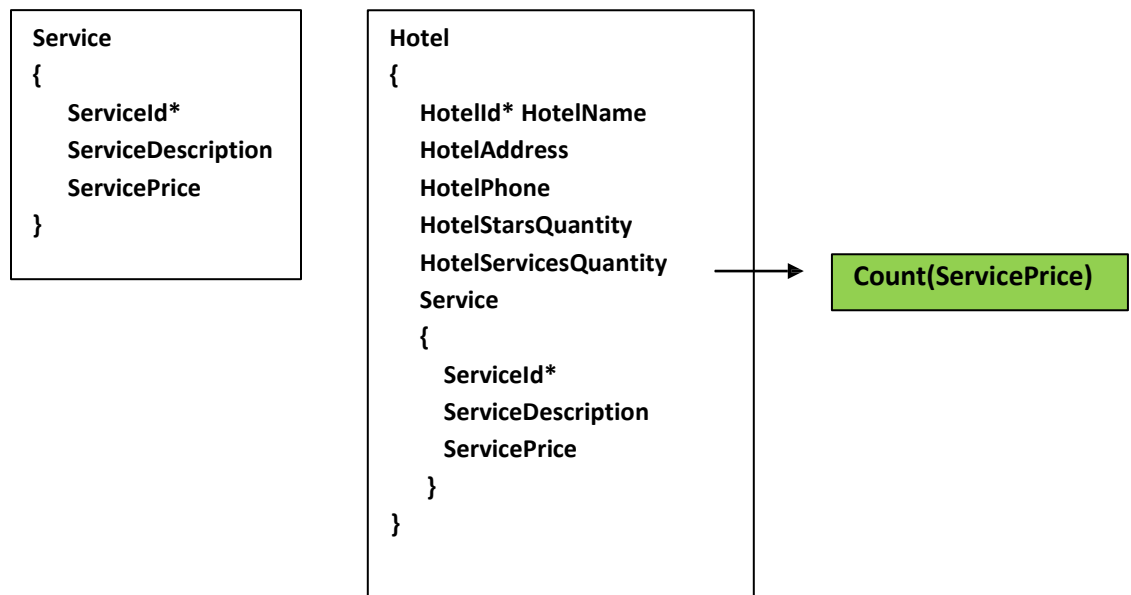 Service
{
ServiceId*
ServiceDescription
ServicePrice
}
Hotel
{
HotelId* HotelName
HotelAddress
HotelPhone
HotelStarsQuantity
HotelServicesQuantity
Service
{
ServiceId*
ServiceDescription
ServicePrice
}
}
Count(ServicePrice)